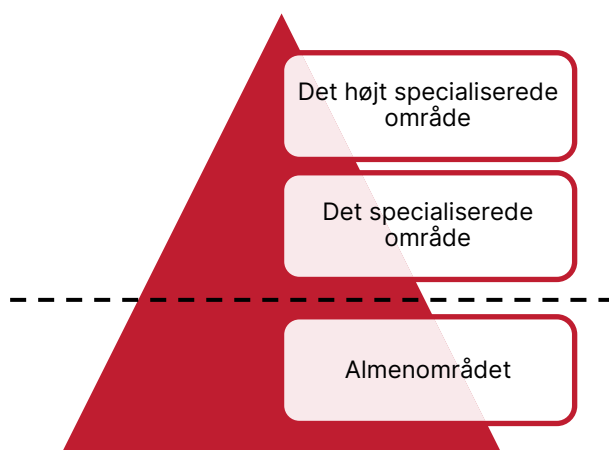 Det højt specialiserede
område
Det specialiserede
område
Almenområdet